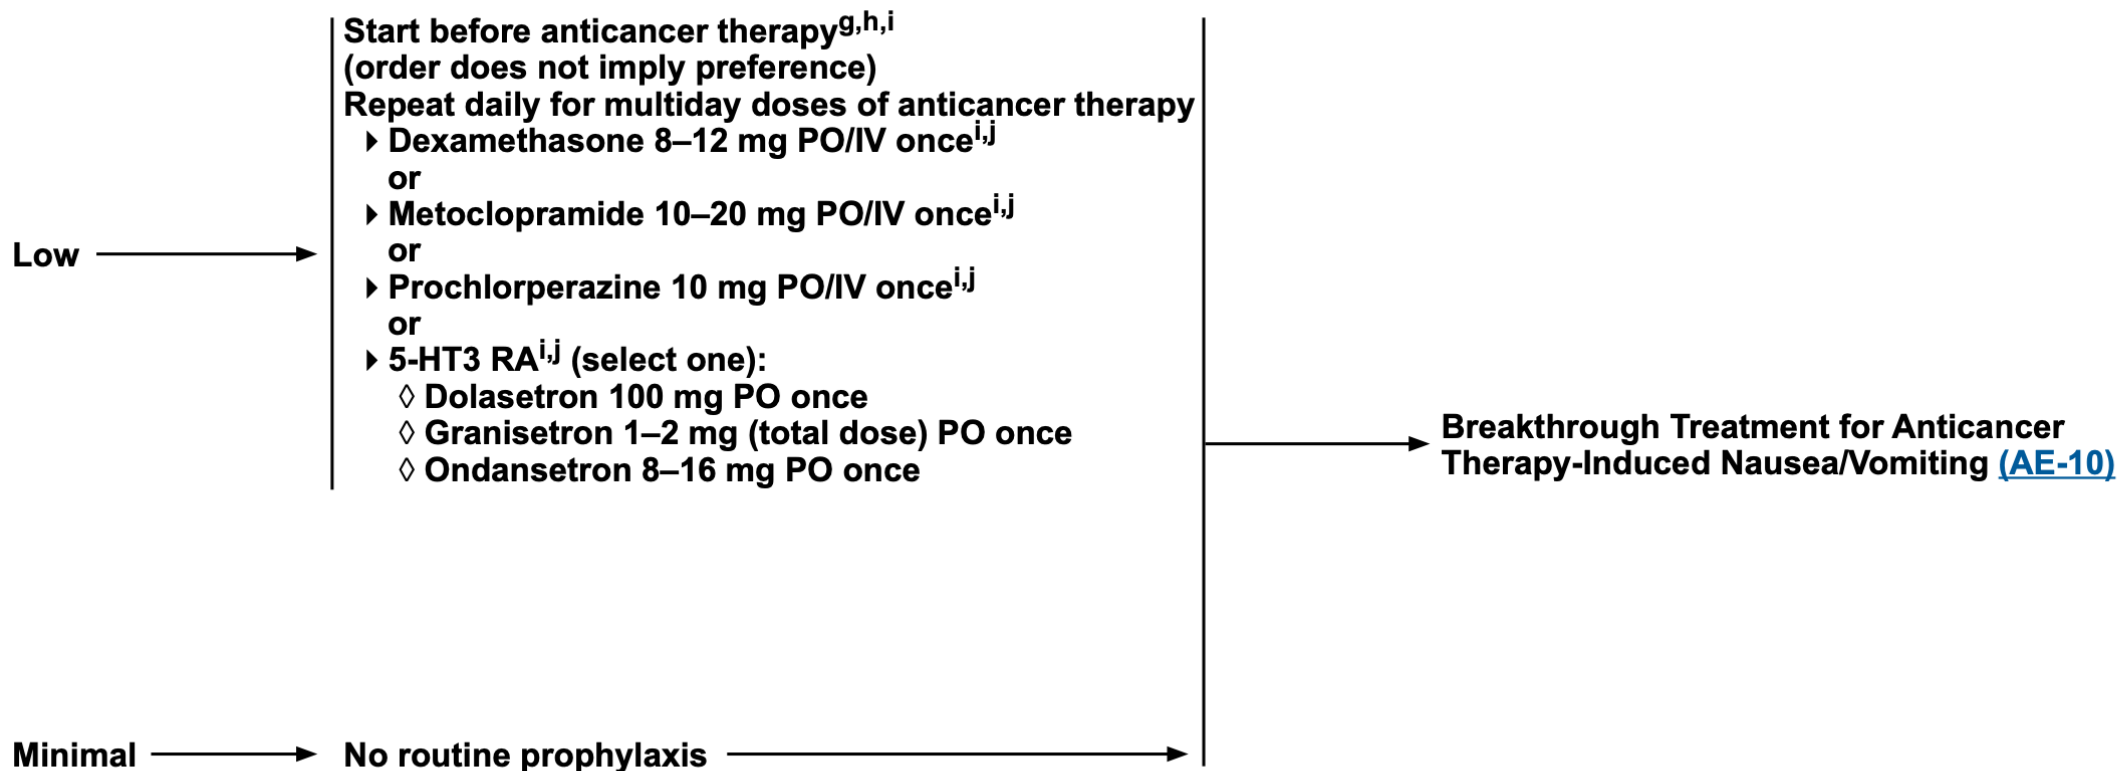 Start before anticancer therapyg,h,i
(order does not imply preference)
Repeat daily for multiday doses of anticancer therapy
▸ Dexamethasone 8–12 mg PO/IV oncei,j
or
▸ Metoclopramide 10–20 mg PO/IV oncei,j
or
Low
▸ Prochlorperazine 10 mg PO/IV oncei,j
or
▸ 5-HT3 RAi,j (select one):
◊ Dolasetron 100 mg PO once
◊ Granisetron 1–2 mg (total dose) PO once
◊ Ondansetron 8–16 mg PO once
Breakthrough Treatment for Anticancer
Therapy-Induced Nausea/Vomiting (AE-10)
Minimal
No routine prophylaxis